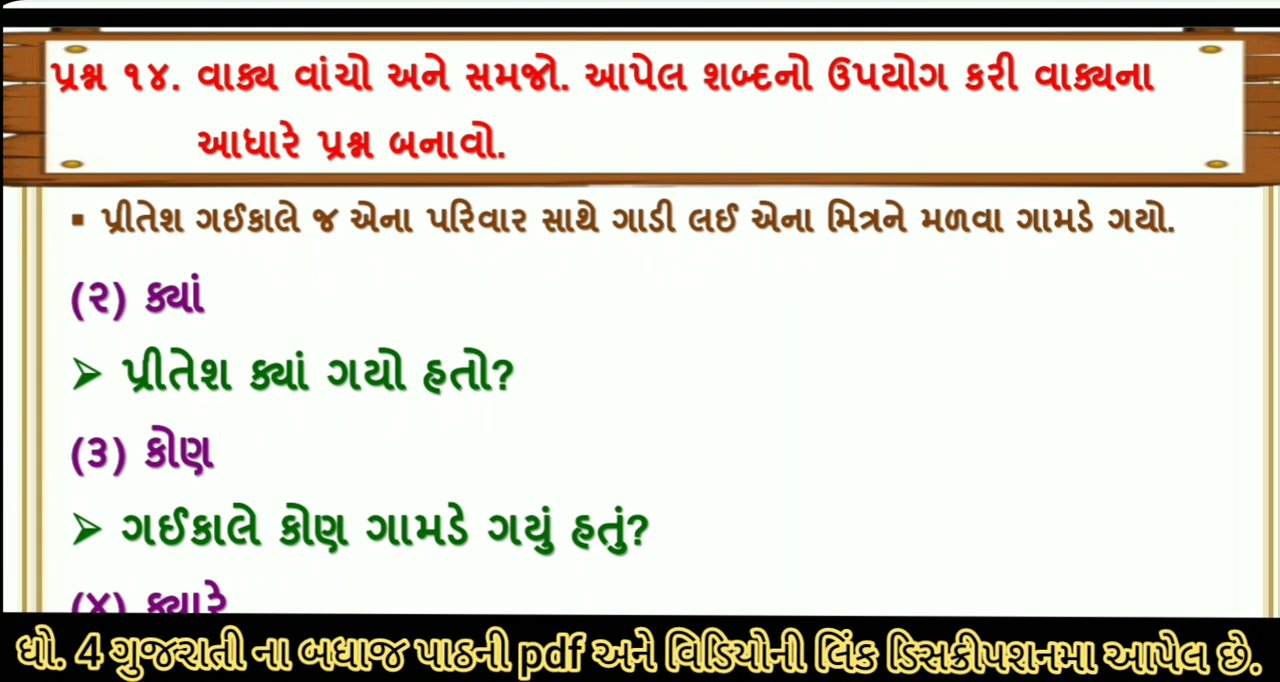 પ્રશ્ન ૧૪. વાક્ય વાંચો અને સમજો. આપેલ શબ્દનો ઉપયોગ કરી વાક્યના
આધારે પ્રશ્ન બનાવો.
▪ પ્રીતેશ ગઈકાલે જ એના પરિવાર સાથે ગાડી લઈ એના મિત્રને મળવા ગામડે ગયો.
(૨) ક્યાં
➢ પ્રીતેશ ક્યાં ગયો હતો?
(૩) કોણ
➢ ગઈકાલે કોણ ગામડે ગયું હતું?
(૪) ક્યારે
ધો. 4 ગુજરાતી ના બધાજ પાઠની pdf અને વિડિયોની લિંક ડિસક્રીપશનમા આપેલ છે.